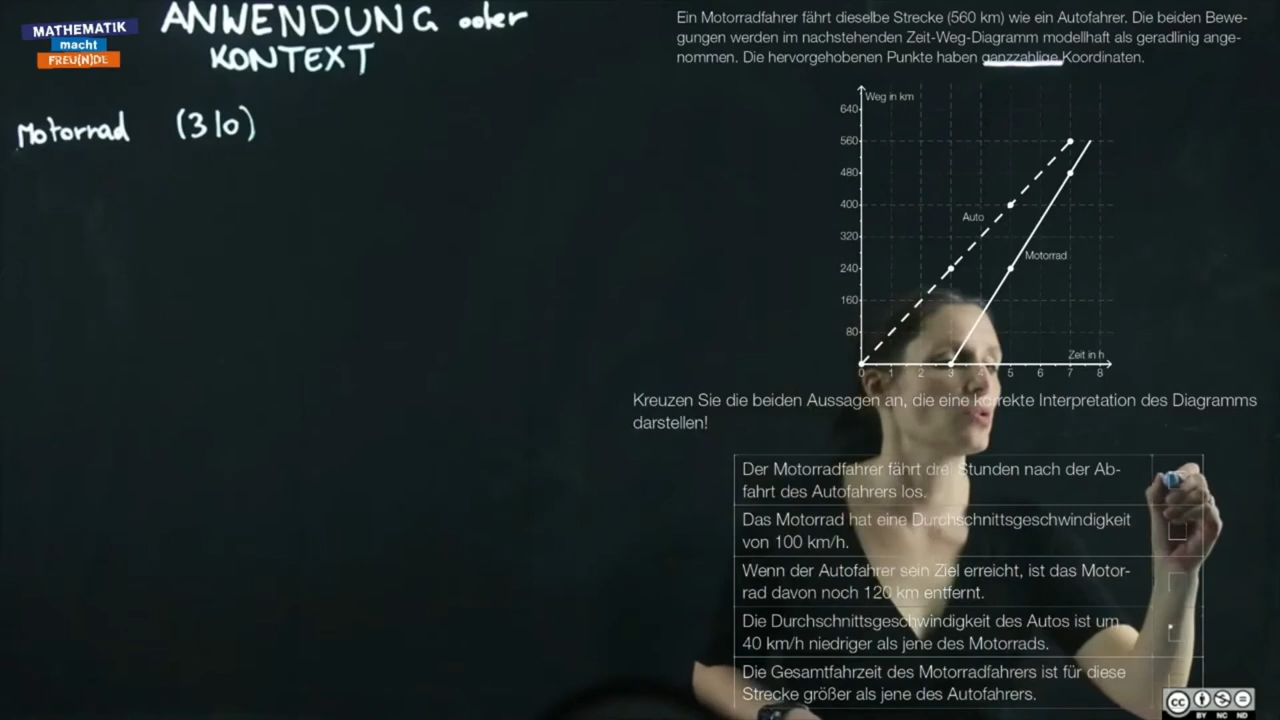 MATHEMATIK
macht
FREU(N)DE
ANWENDUNG oder
KONTEXT
Motorrad (3|0)
Ein Motorradfahrer fährt dieselbe Strecke (560 km) wie ein Autofahrer. Die beiden Bewe-
gungen werden im nachstehenden Zeit-Weg-Diagramm modellhaft als geradlinig ange-
nommen. Die hervorgehobenen Punkte haben ganzzahlige Koordinaten.
Weg in km
640
560
480
400
Auto
320
Motorrad
240
160
80
Zeit in h
0 1 2 3 4 5 6 7 8
Kreuzen Sie die beiden Aussagen an, die eine korrekte Interpretation des Diagramms
darstellen!
Der Motorradfahrer fährt drei Stunden nach der Ab-
fahrt des Autofahrers los.
Das Motorrad hat eine Durchschnittsgeschwindigkeit
von 100 km/h.
Wenn der Autofahrer sein Ziel erreicht, ist das Motor-
rad davon noch 120 km entfernt.
Die Durchschnittsgeschwindigkeit des Autos ist um
40 km/h niedriger als jene des Motorrads.
Die Gesamtfahrzeit des Motorradfahrers ist für diese
Strecke größer als jene des Autofahrers.
cc
BY NC ND